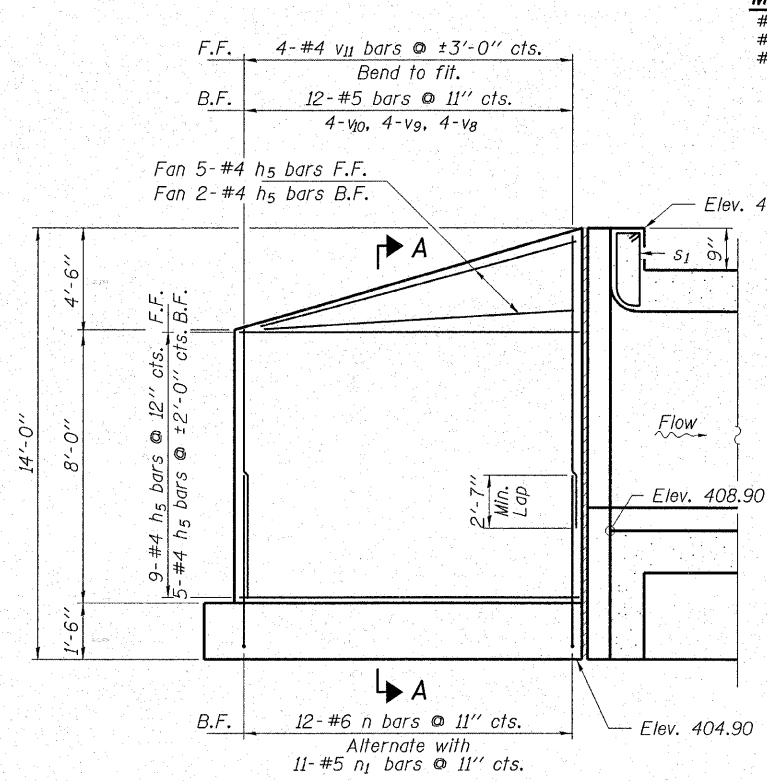 M
#
#
#
F.F. 4-#4 v11 bars @ ±3'-0" cts.
Bend to fit.
B.F. 12-#5 bars @ 11" cts.
4-v10, 4-v9, 4-v8
Fan 5-#4 h5 bars F.F.
Fan 2-#4 h5 bars B.F.
Elev. 4
A
s1
9"
4'-6"
14'-0"
8'-0"
9-#4 h5 bars @ 12" cts. F.F.
5-#4 h5 bars @ ±2'-0" cts. B.F.
Flow
2'-7"
Min.
Lap
Elev. 408.90
1'-6"
A
B.F. 12-#6 n bars @ 11" cts.
Alternate with
11-#5 n1 bars @ 11" cts.
Elev. 404.90